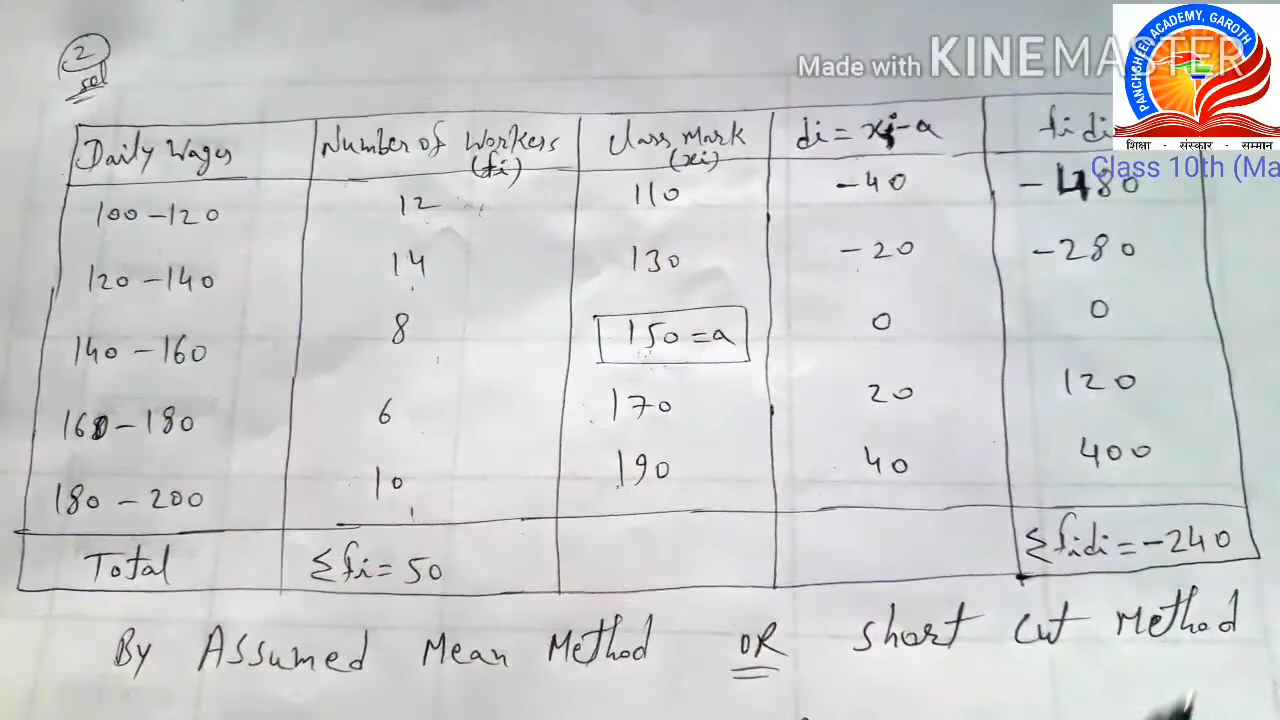 2
sol
Made with KINEMASTER
PANCHSHEEL ACADEMY, GAROTH
शिक्षा - संस्कार - सम्मान
Class 10th (Ma
Daily Wages Number of Workers (fi) Class Mark (xi) di = xi - a fidi
100 - 120 12 110 - 40 - 480
120 - 140 14 130 - 20 - 280
140 - 160 8 150 = a 0 0
160 - 180 6 170 20 120
180 - 200 10 190 40 400
Total Σfi = 50 Σfidi = - 240
By Assumed Mean Method OR Short Cut Method